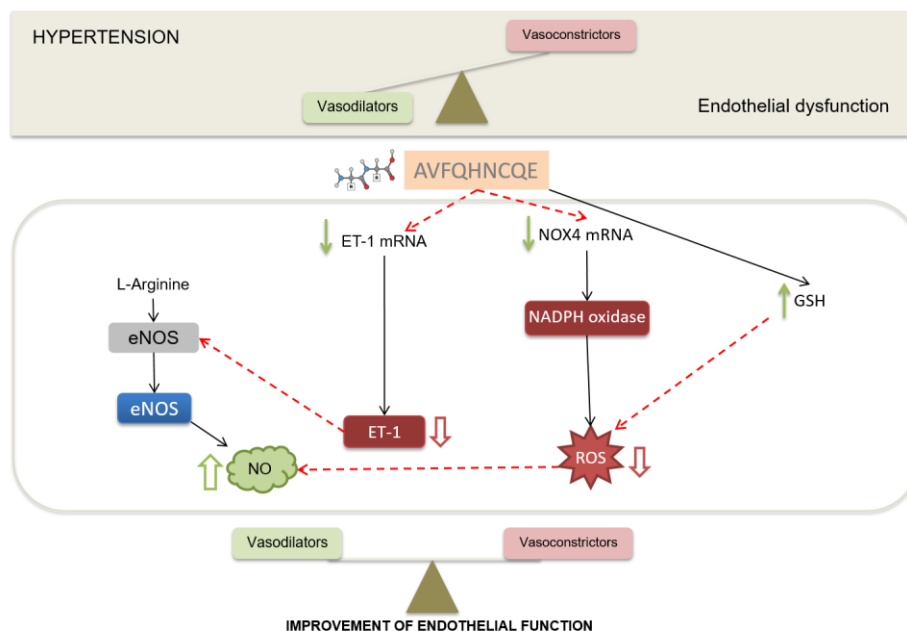 HYPERTENSION
Vasoconstrictors
Vasodilators
Endothelial dysfunction
AVFQHNCQE
ET-1 mRNA
NOX4 mRNA
L-Arginine
GSH
NADPH oxidase
eNOS
eNOS
ET-1
NO
ROS
Vasodilators
Vasoconstrictors
IMPROVEMENT OF ENDOTHELIAL FUNCTION